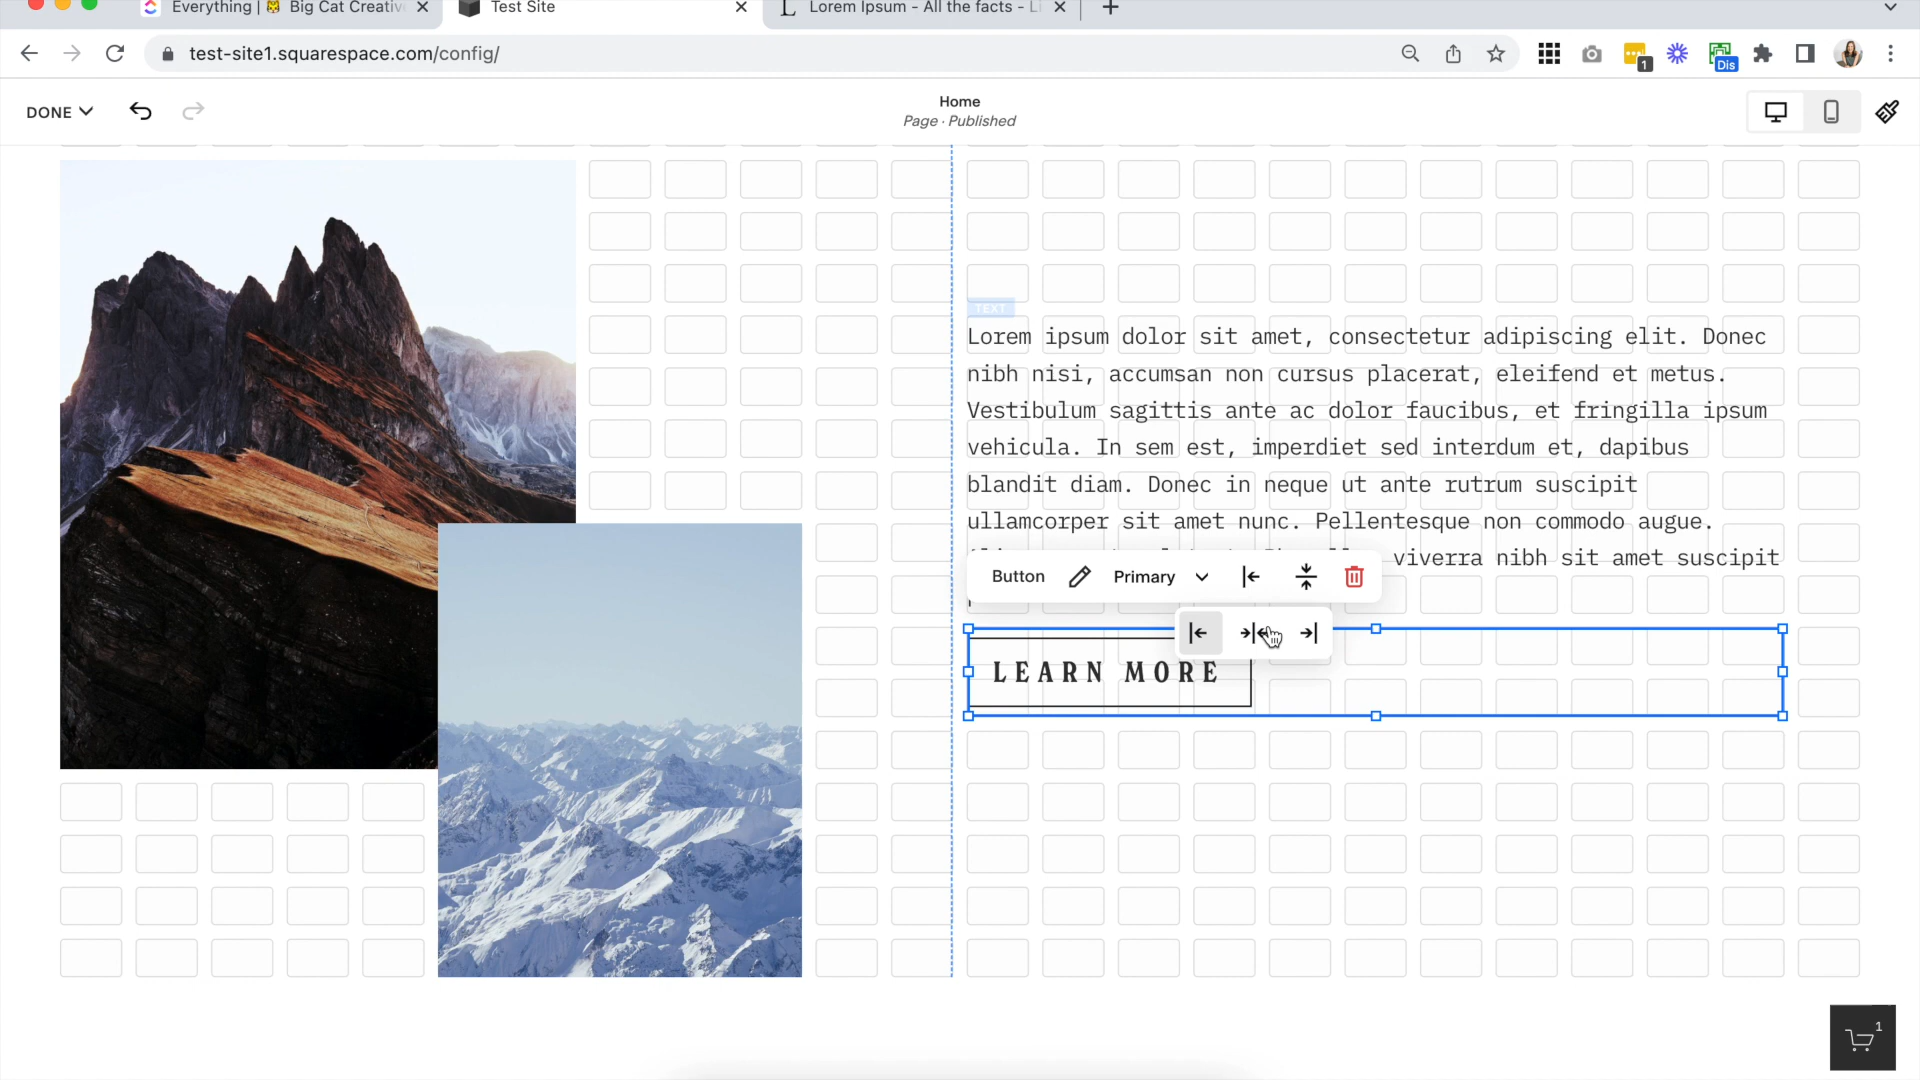 Everything | Big Cat Creativ
Test Site
Lorem Ipsum - All the facts - Li
test-site1.squarespace.com/config/
1
Dis
DONE
Home
Page · Published
TEXT
Lorem ipsum dolor sit amet, consectetur adipiscing elit. Donec
nibh nisi, accumsan non cursus placerat, eleifend et metus.
Vestibulum sagittis ante ac dolor faucibus, et fringilla ipsum
vehicula. In sem est, imperdiet sed interdum et, dapibus
blandit diam. Donec in neque ut ante rutrum suscipit
ullamcorper sit amet nunc. Pellentesque non commodo augue.
viverra nibh sit amet suscipit
Button
Primary
LEARN MORE
1